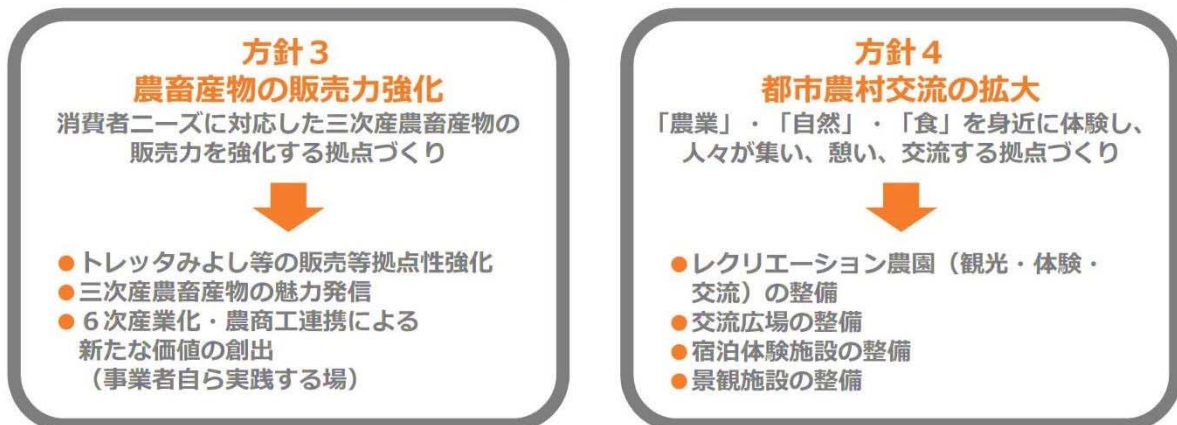 方針３
農畜産物の販売力強化
消費者ニーズに対応した三次産農畜産物の
販売力を強化する拠点づくり
●トレッタみよし等の販売等拠点性強化
●三次産農畜産物の魅力発信
●６次産業化・農商工連携による
新たな価値の創出
（事業者自ら実践する場）
方針４
都市農村交流の拡大
「農業」・「自然」・「食」を身近に体験し、
人々が集い、憩い、交流する拠点づくり
●レクリエーション農園（観光・体験・
交流）の整備
●交流広場の整備
●宿泊体験施設の整備
●景観施設の整備